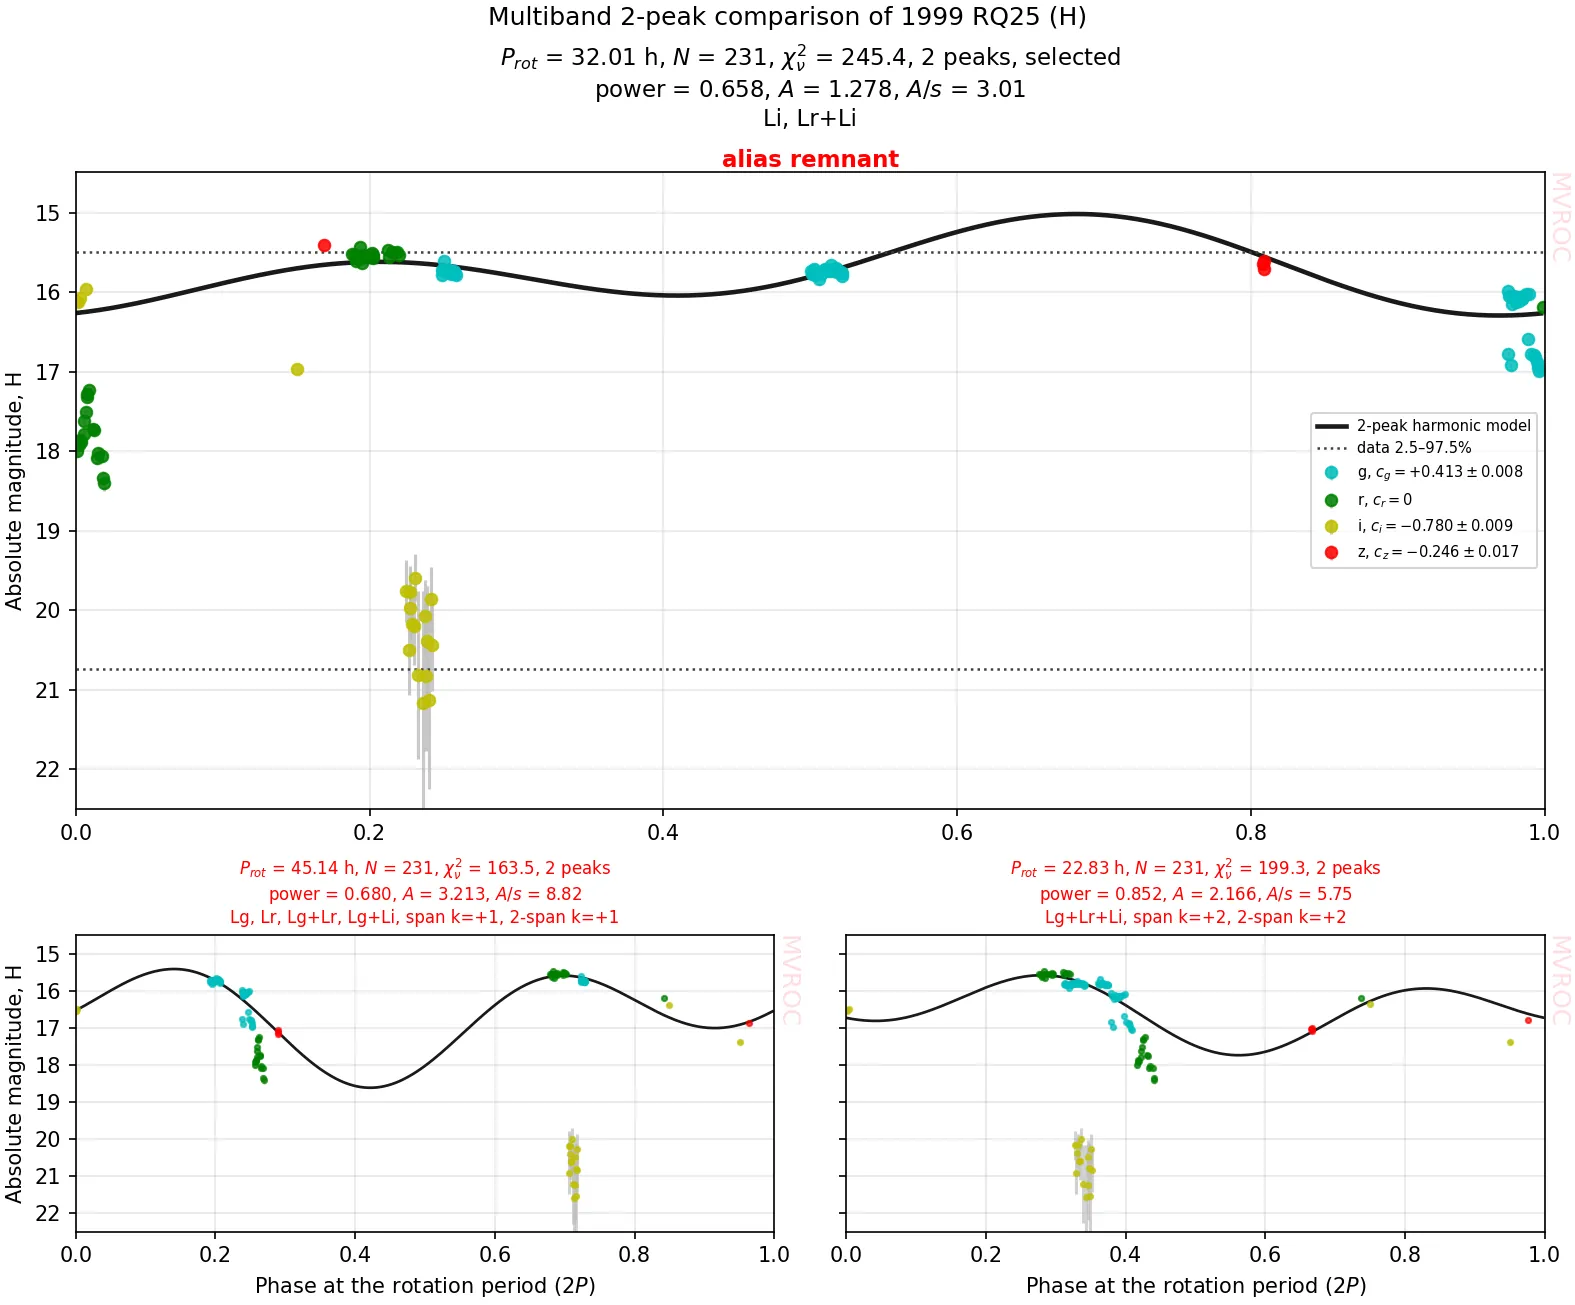 Multiband 2-peak comparison of 1999 RQ25 (H)
P_rot = 32.01 h, N = 231, χ²_ν = 245.4, 2 peaks, selected
power = 0.658, A = 1.278, A/s = 3.01
Li, Lr+Li
alias remnant
MVROC
15
16
17
18
19
20
21
22
Absolute magnitude, H
2-peak harmonic model
data 2.5–97.5%
g, c_g = +0.413 ± 0.008
r, c_r = 0
i, c_i = −0.780 ± 0.009
z, c_z = −0.246 ± 0.017
0.0 0.2 0.4 0.6 0.8 1.0
P_rot = 45.14 h, N = 231, χ²_ν = 163.5, 2 peaks
power = 0.680, A = 3.213, A/s = 8.82
Lg, Lr, Lg+Lr, Lg+Li, span k=+1, 2-span k=+1
MVROC
15
16
17
18
19
20
21
22
Absolute magnitude, H
0.0 0.2 0.4 0.6 0.8 1.0
Phase at the rotation period (2P)
P_rot = 22.83 h, N = 231, χ²_ν = 199.3, 2 peaks
power = 0.852, A = 2.166, A/s = 5.75
Lg+Lr+Li, span k=+2, 2-span k=+2
MVROC
0.0 0.2 0.4 0.6 0.8 1.0
Phase at the rotation period (2P)